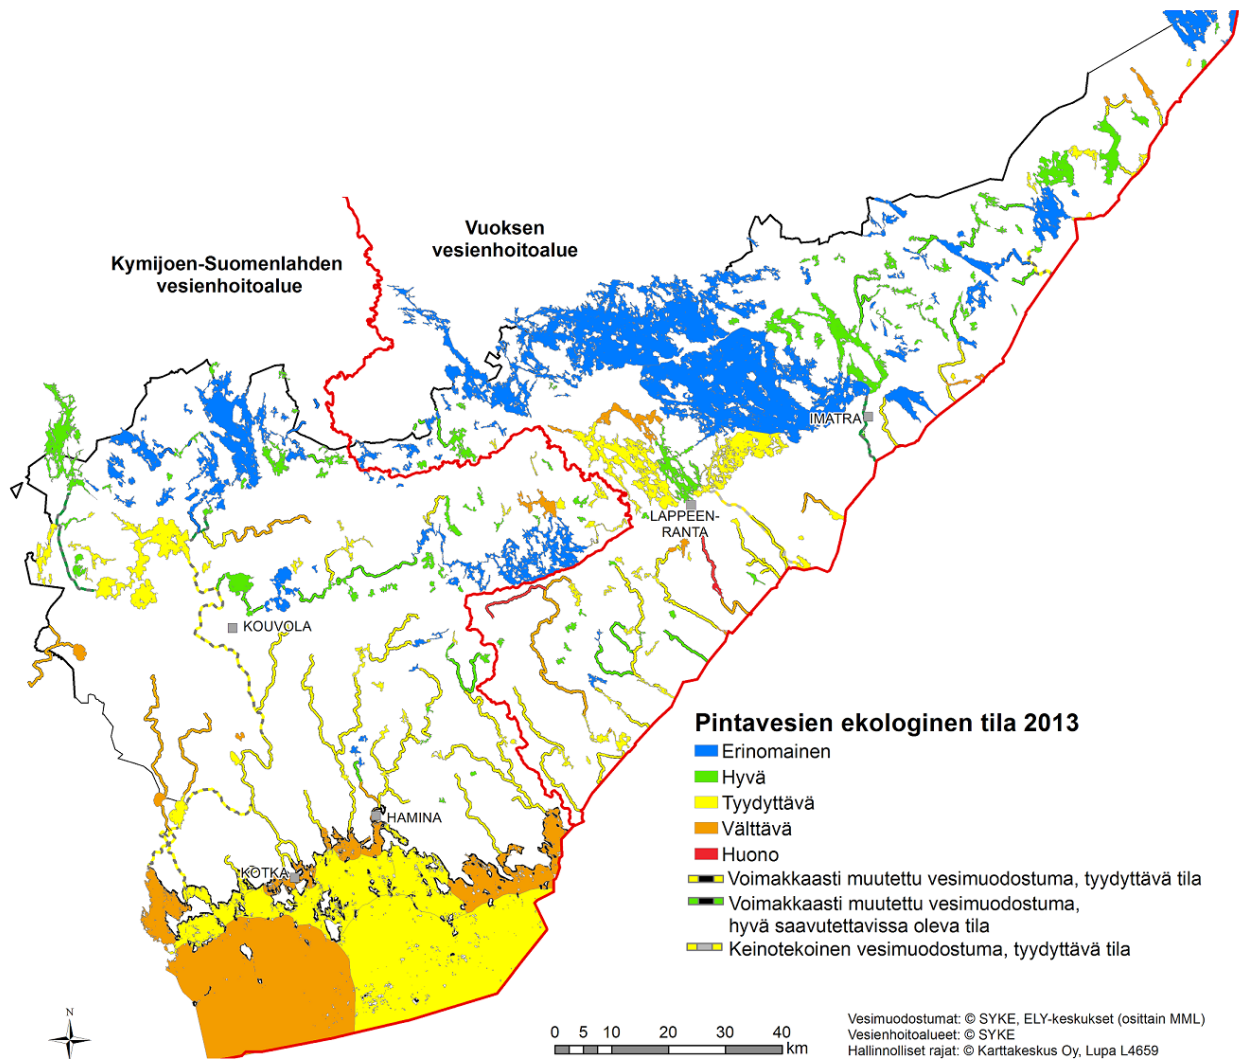 Vuoksen
vesienhoitoalue
Kymijoen-Suomenlahden
vesienhoitoalue
IMATRA
LAPPEEN-
RANTA
KOUVOLA
HAMINA
KOTKA
Pintavesien ekologinen tila 2013
Erinomainen
Hyvä
Tyydyttävä
Välttävä
Huono
Voimakkaasti muutettu vesimuodostuma, tyydyttävä tila
Voimakkaasti muutettu vesimuodostuma,
hyvä saavutettavissa oleva tila
Keinotekoinen vesimuodostuma, tyydyttävä tila
N
0 5 10 20 30 40
km
Vesimuodostumat: © SYKE, ELY-keskukset (osittain MML)
Vesienhoitoalueet: © SYKE
Hallinnolliset rajat: © Karttakeskus Oy, Lupa L4659